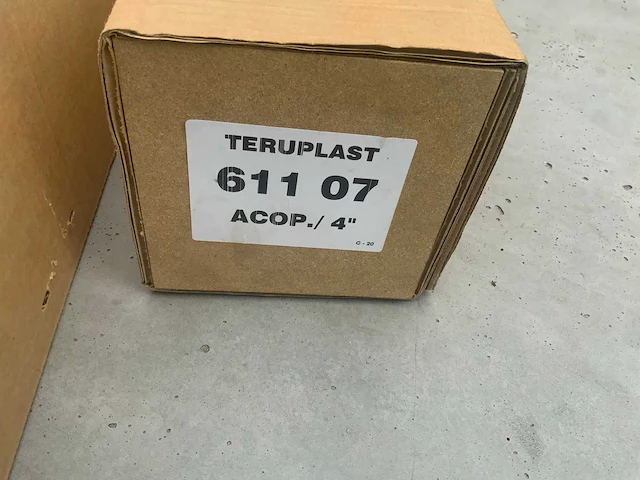 TERUPLAST
611 07
ACOP./ 4"
C - 20